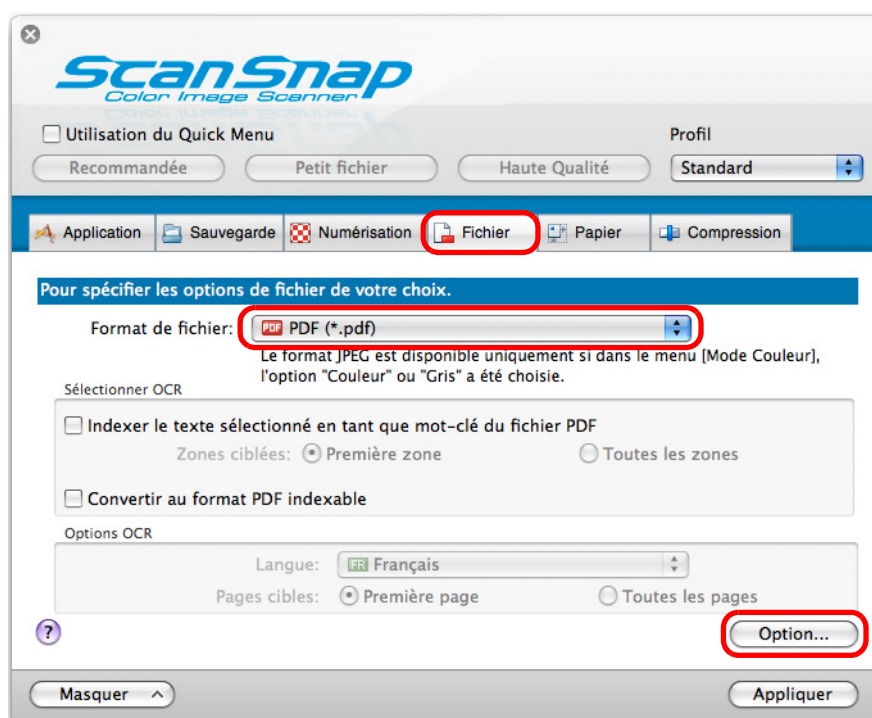 ScanSnap
Color Image Scanner
Utilisation du Quick Menu
Profil
Recommandée Petit fichier Haute Qualité Standard
Application Sauvegarde Numérisation Fichier Papier Compression
Pour spécifier les options de fichier de votre choix.
Format de fichier: PDF PDF (*.pdf)
Le format JPEG est disponible uniquement si dans le menu [Mode Couleur],
l'option "Couleur" ou "Gris" a été choisie.
Sélectionner OCR
Indexer le texte sélectionné en tant que mot-clé du fichier PDF
Zones ciblées: Première zone Toutes les zones
Convertir au format PDF indexable
Options OCR
Langue: FR Français
Pages cibles: Première page Toutes les pages
? Option...
Masquer Appliquer